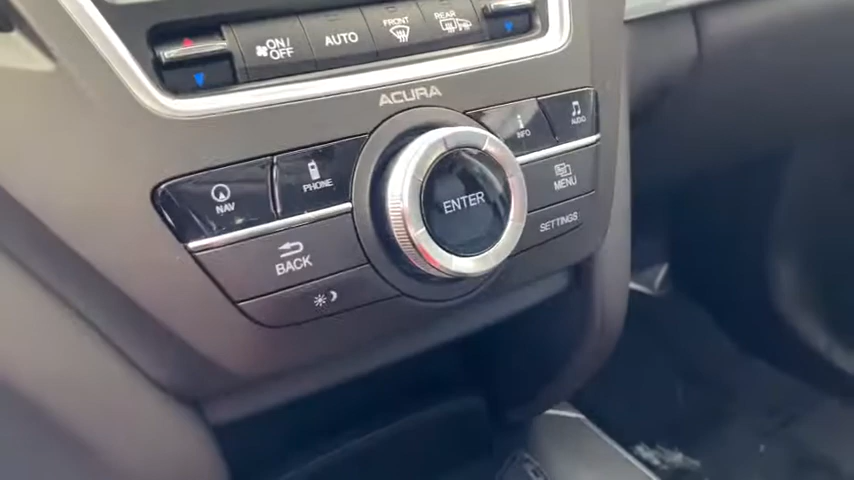 ON/
OFF
AUTO
FRONT
REAR
ACURA
NAV
PHONE
INFO
AUDIO
BACK
ENTER
MENU
SETTINGS